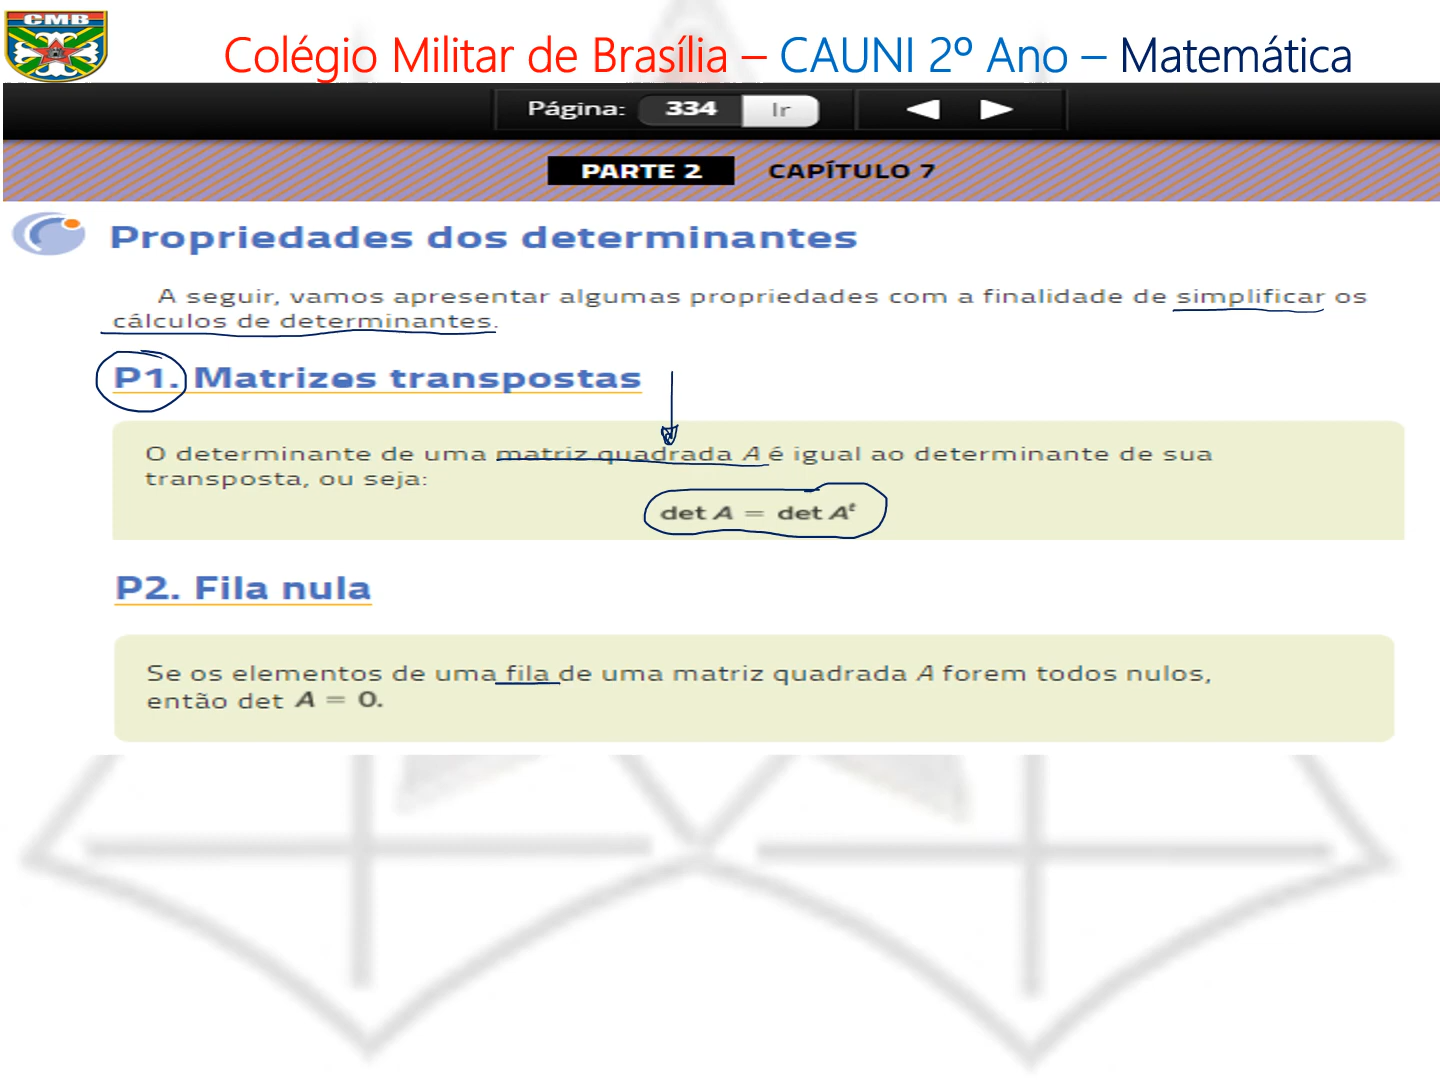 CMB
Colégio Militar de Brasília – CAUNI 2º Ano – Matemática
Página: 334 Ir
PARTE 2 CAPÍTULO 7
Propriedades dos determinantes
A seguir, vamos apresentar algumas propriedades com a finalidade de simplificar os
cálculos de determinantes.
P1. Matrizes transpostas
O determinante de uma matriz quadrada A é igual ao determinante de sua
transposta, ou seja:
det A = det Aᵗ
P2. Fila nula
Se os elementos de uma fila de uma matriz quadrada A forem todos nulos,
então det A = 0.